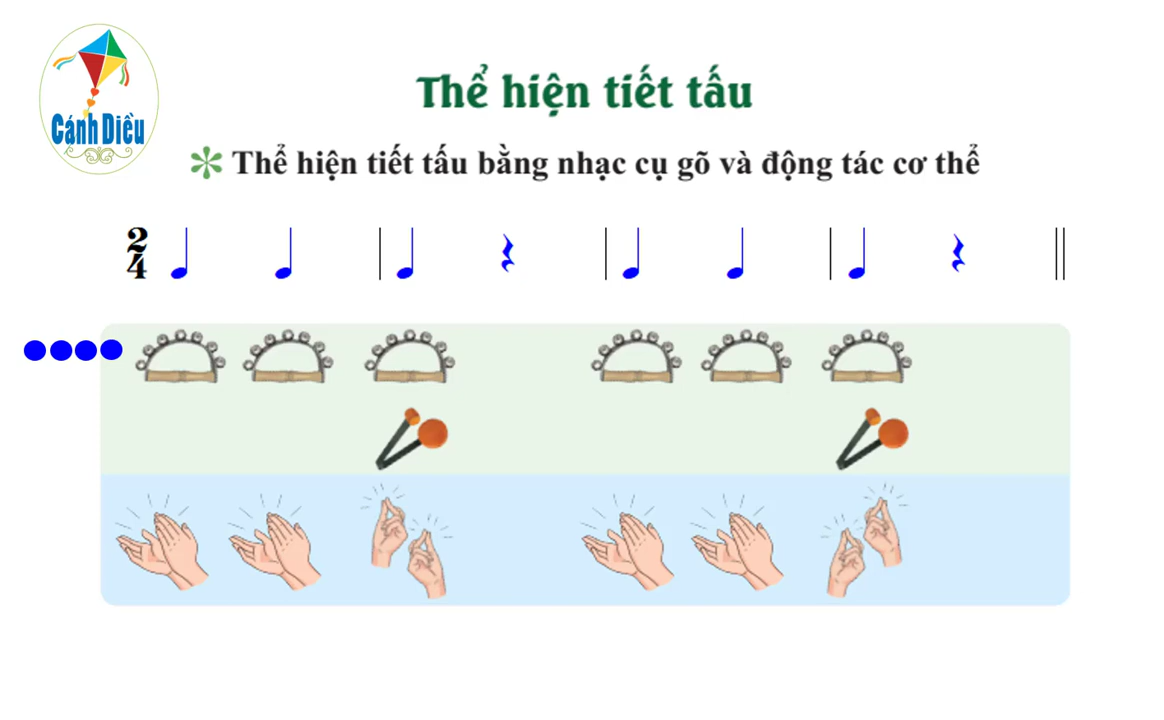 Cánh Diều
Thể hiện tiết tấu
Thể hiện tiết tấu bằng nhạc cụ gõ và động tác cơ thể
2
4